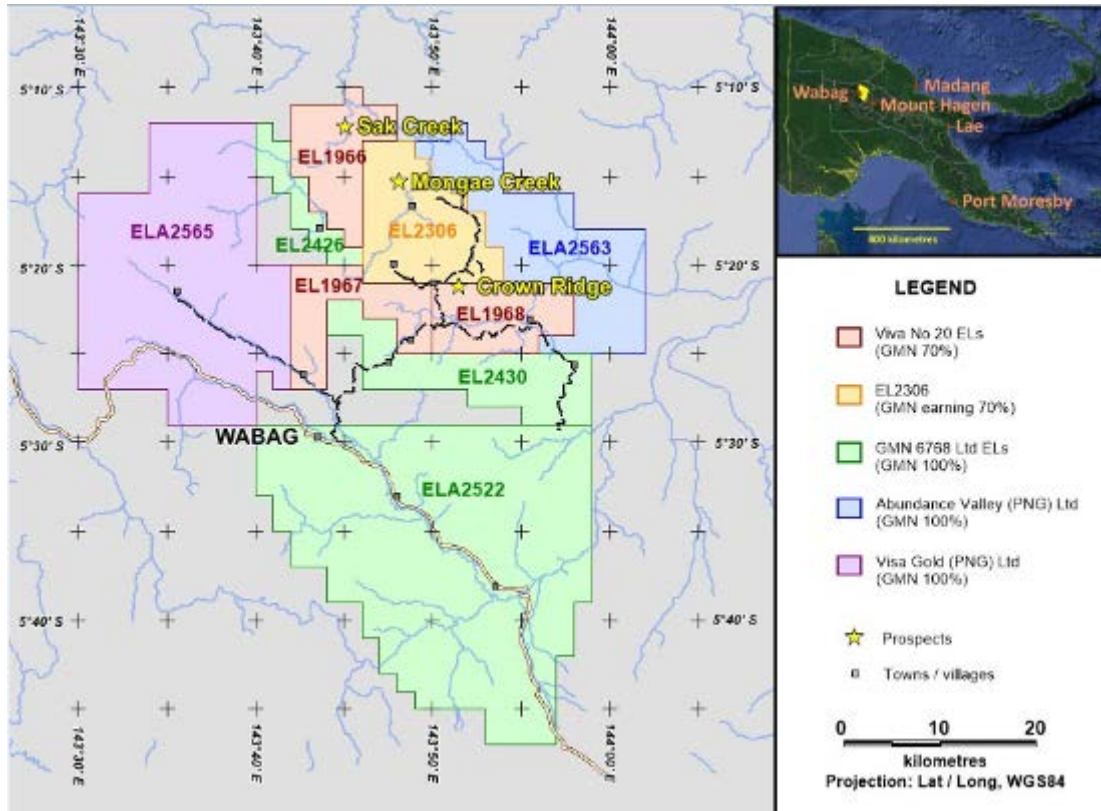 143°30' E
143°40' E
143°50' E
144°00' E
5°10' S
5°10' S
Sak Creek
EL1966
Mongae Creek
ELA2565
EL2426
EL2306
ELA2563
5°20' S
5°20' S
EL1967
Crown Ridge
EL1968
EL2430
5°30' S
WABAG
5°30' S
ELA2522
5°40' S
5°40' S
143°30' E
143°40' E
143°50' E
144°00' E
Wabag
Madang
Mount Hagen
Lae
Port Moresby
800 kilometres
LEGEND
Viva No 20 ELs
(GMN 70%)
EL2306
(GMN earning 70%)
GMN 6768 Ltd ELs
(GMN 100%)
Abundance Valley (PNG) Ltd
(GMN 100%)
Visa Gold (PNG) Ltd
(GMN 100%)
Prospects
Towns / villages
0 10 20
kilometres
Projection: Lat / Long, WGS84